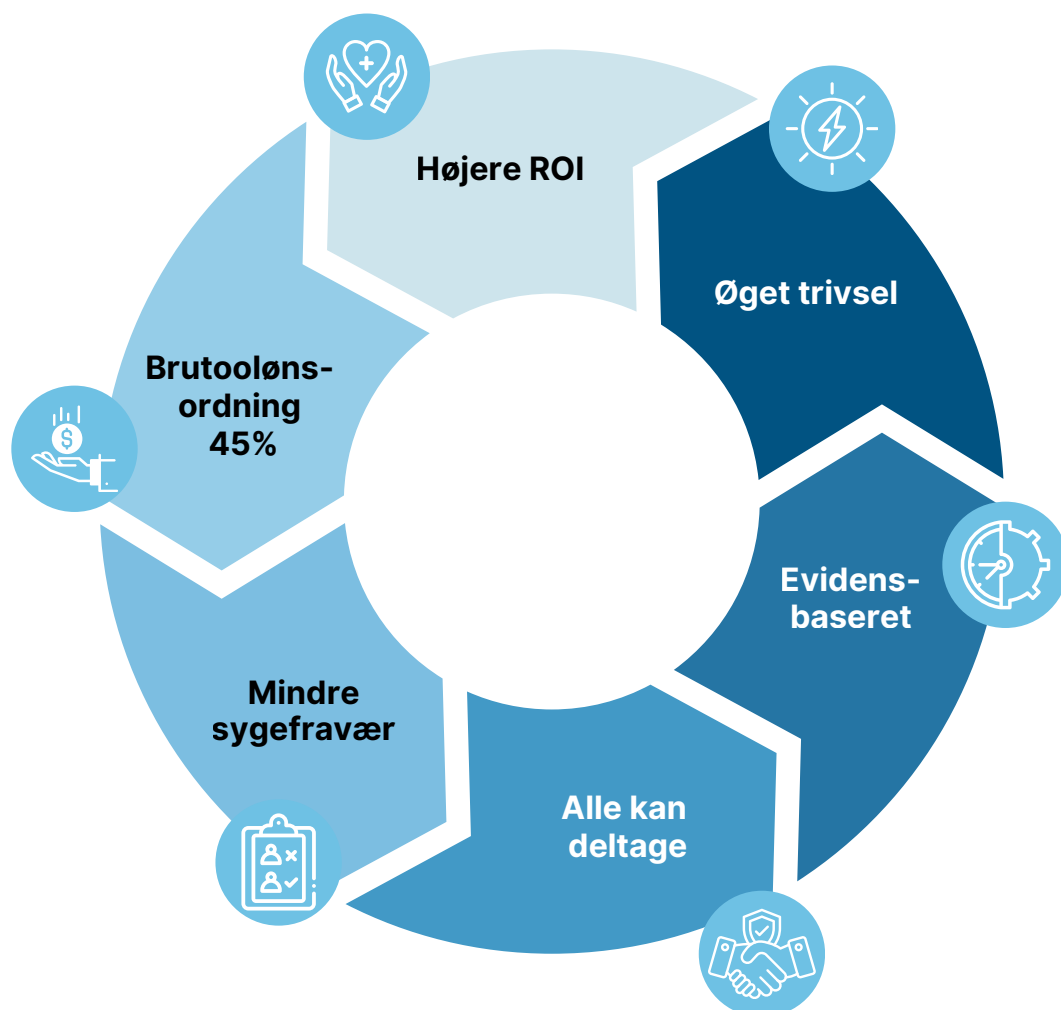 Højere ROI
Øget trivsel
Evidens-
baseret
Alle kan
deltage
Mindre
sygefravær
Brutooløns-
ordning
45%
$